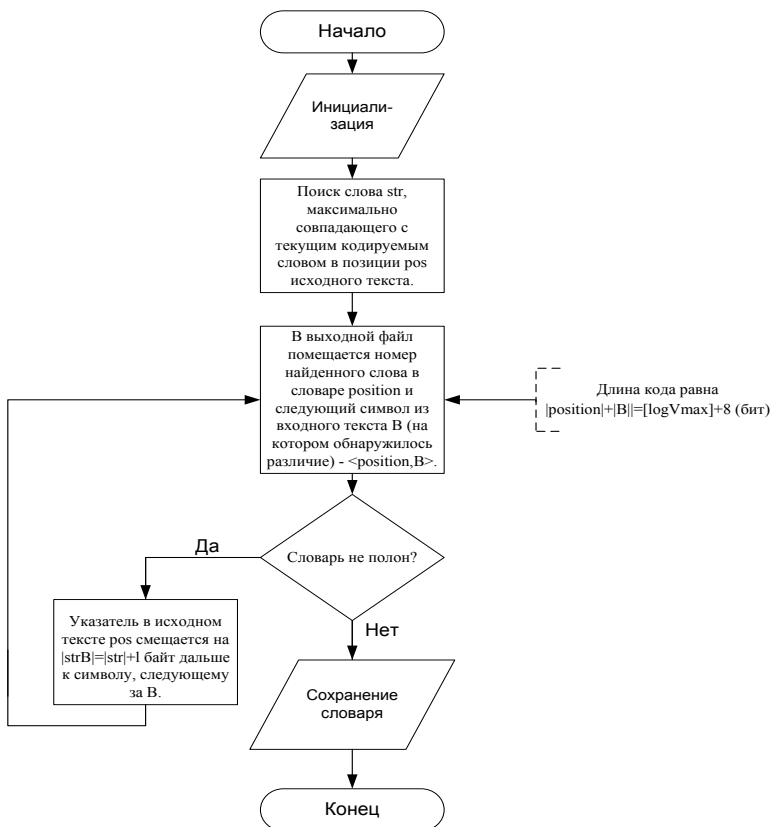 Начало
Инициали-
зация
Поиск слова str,
максимально
совпадающего с
текущим кодируемым
словом в позиции pos
исходного текста.
В выходной файл
помещается номер
найденного слова в
словаре position и
следующий символ из
входного текста B (на
котором обнаружилось
различие) - <position,B>.
Длина кода равна
|position|+|B||=[logVmax]+8 (бит)
Словарь не полон?
Да
Указатель в исходном
тексте pos смещается на
|strB|=|str|+l байт дальше
к символу, следующему
за B.
Нет
Сохранение
словаря
Конец